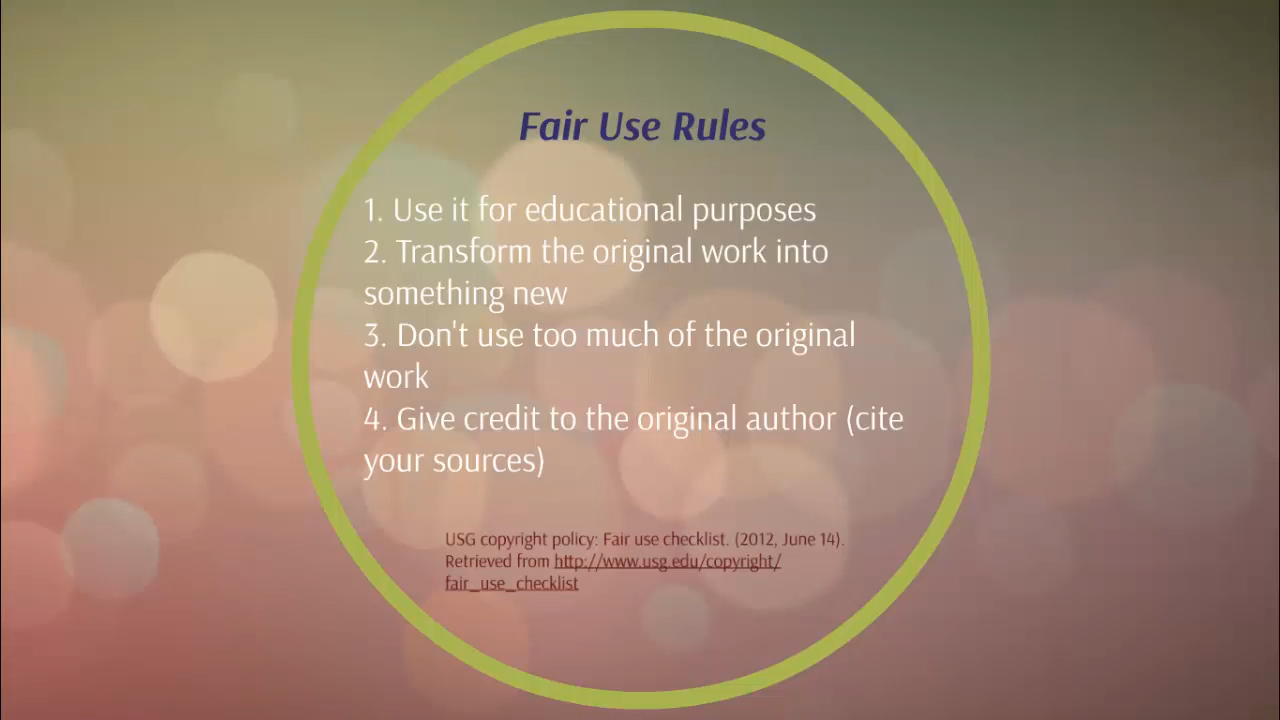 Fair Use Rules
1. Use it for educational purposes
2. Transform the original work into
something new
3. Don't use too much of the original
work
4. Give credit to the original author (cite
your sources)
USG copyright policy: Fair use checklist. (2012, June 14).
Retrieved from http://www.usg.edu/copyright/
fair_use_checklist